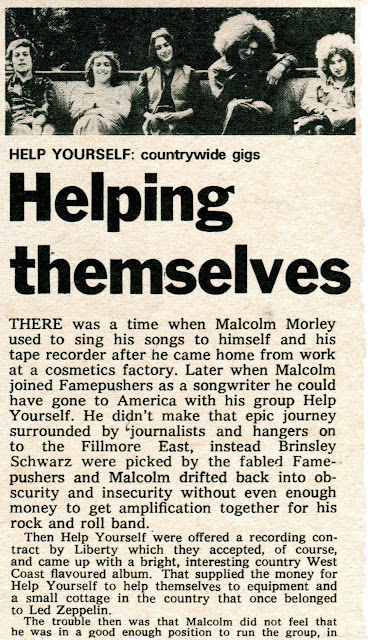 HELP YOURSELF: countrywide gigs
Helping
themselves
THERE was a time when Malcolm Morley
used to sing his songs to himself and his
tape recorder after he came home from work
at a cosmetics factory. Later when Malcolm
joined Famepushers as a songwriter he could
have gone to America with his group Help
Yourself. He didn't make that epic journey
surrounded by journalists and hangers on
to the Fillmore East, instead Brinsley
Schwarz were picked by the fabled Fame-
pushers and Malcolm drifted back into ob-
scurity and insecurity without even enough
money to get amplification together for his
rock and roll band.
Then Help Yourself were offered a recording con-
tract by Liberty which they accepted, of course,
and came up with a bright, interesting country West
Coast flavoured album. That supplied the money for
Help Yourself to help themselves to equipment and
a small cottage in the country that once belonged
to Led Zeppelin.
The trouble then was that Malcolm did not feel that
he was in a good enough position to run the group, in